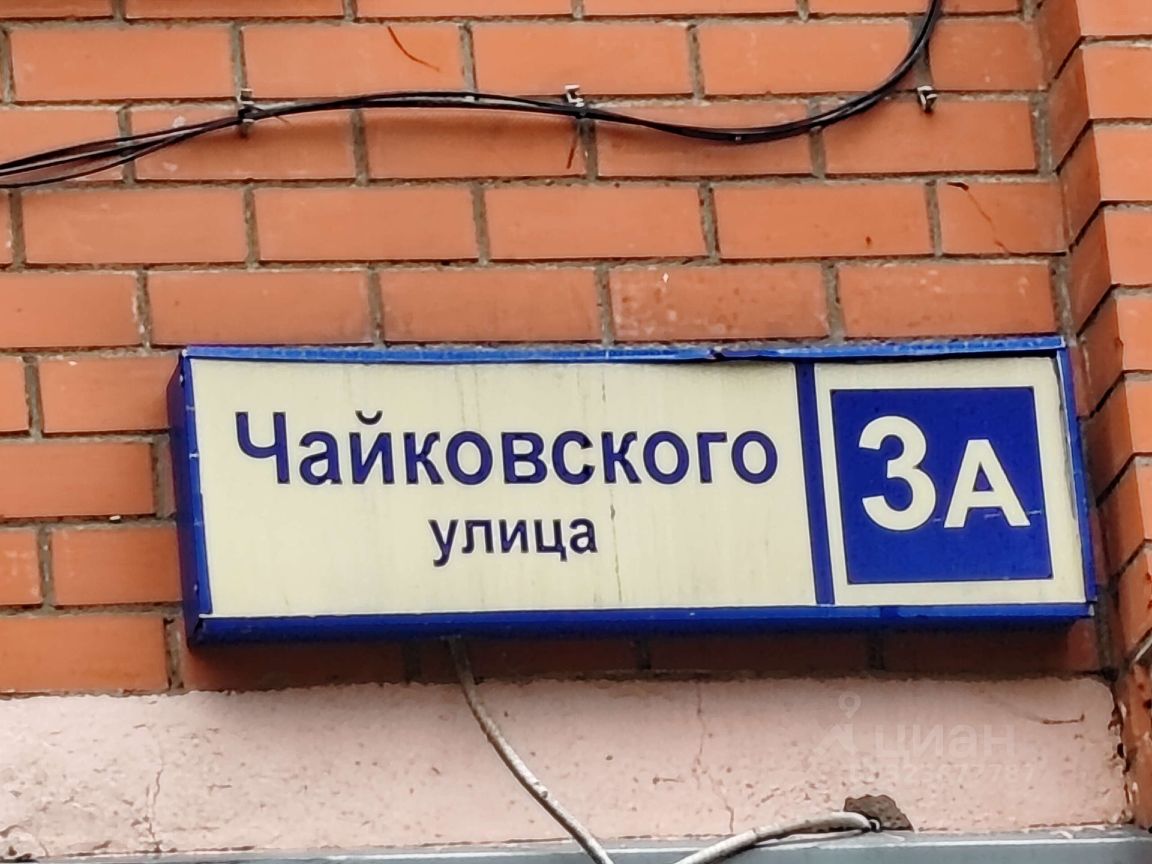 Чайковского
улица
3А
циан